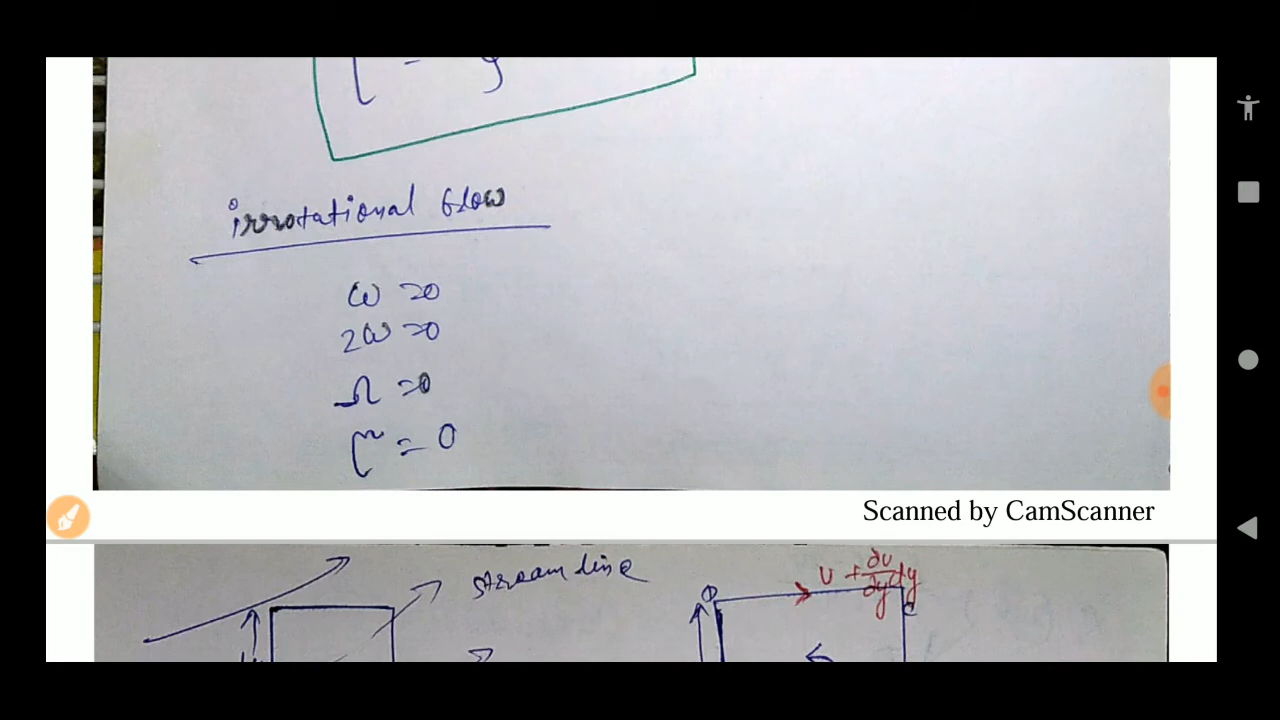 irrotational flow
ω = 0
2ω = 0
Ω = 0
Γ = 0
Scanned by CamScanner
stream line
U + ∂u/∂y dy